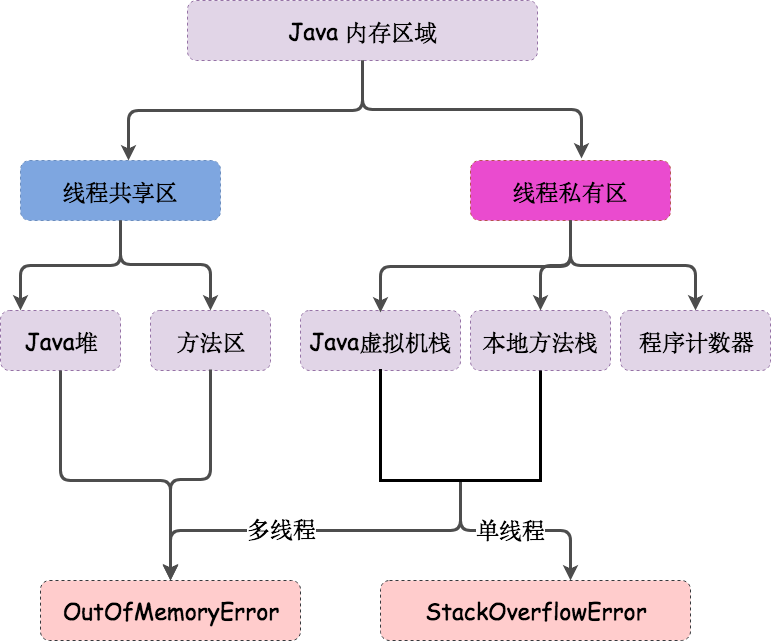 Java 内存区域
线程共享区
线程私有区
Java堆
方法区
Java虚拟机栈
本地方法栈
程序计数器
多线程
单线程
OutOfMemoryError
StackOverflowError